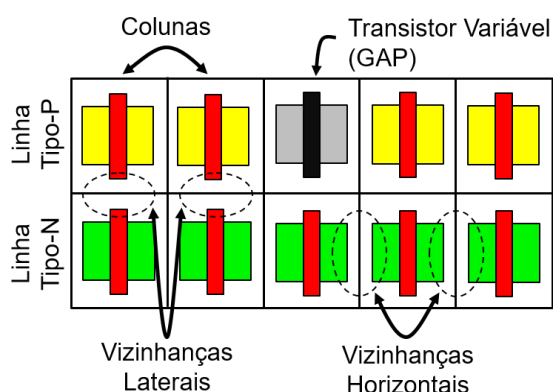 Colunas
Transistor Variável
(GAP)
Linha
Tipo-P
Linha
Tipo-N
Vizinhanças
Laterais
Vizinhanças
Horizontais